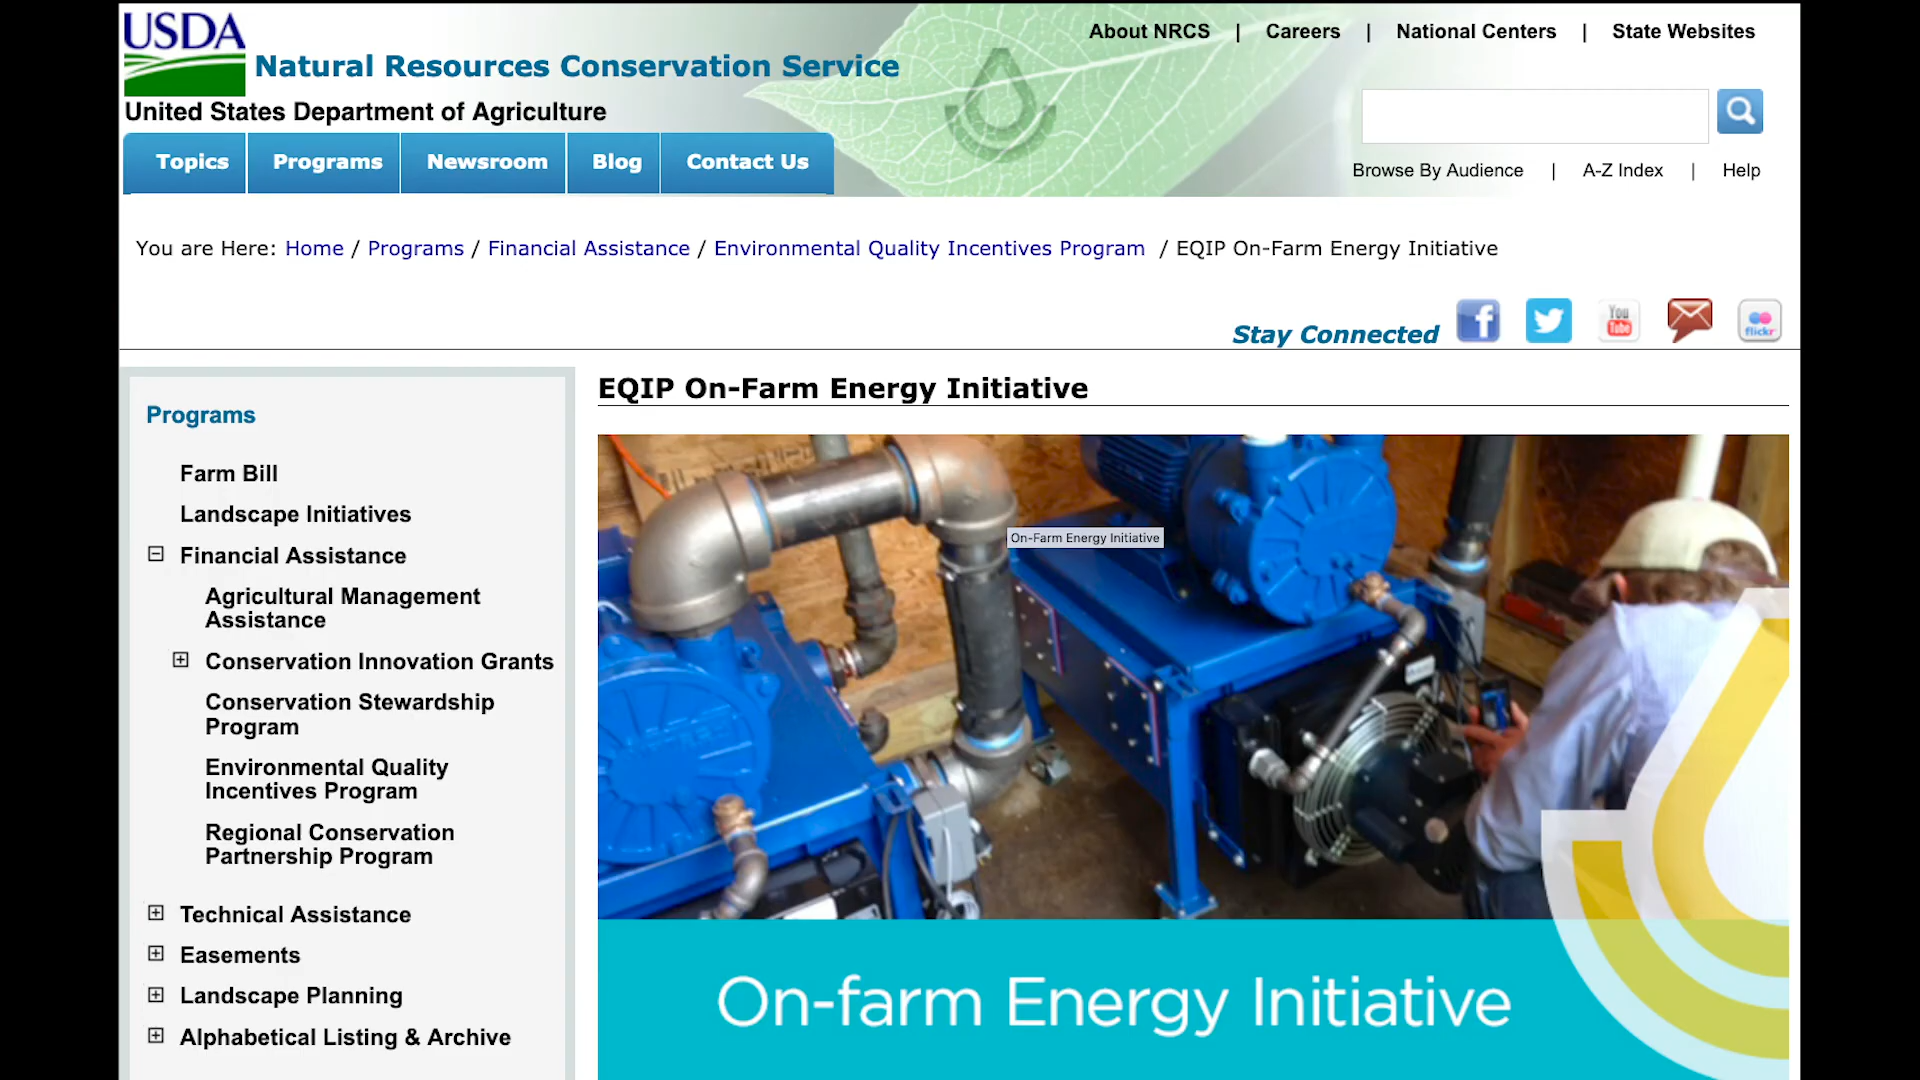 USDA
Natural Resources Conservation Service
United States Department of Agriculture
About NRCS | Careers | National Centers | State Websites
Browse By Audience | A-Z Index | Help
Topics
Programs
Newsroom
Blog
Contact Us
You are Here: Home / Programs / Financial Assistance / Environmental Quality Incentives Program / EQIP On-Farm Energy Initiative
Stay Connected
f
You
Tube
flickr
Programs
Farm Bill
Landscape Initiatives
Financial Assistance
Agricultural Management
Assistance
Conservation Innovation Grants
Conservation Stewardship
Program
Environmental Quality
Incentives Program
Regional Conservation
Partnership Program
Technical Assistance
Easements
Landscape Planning
Alphabetical Listing & Archive
EQIP On-Farm Energy Initiative
On-Farm Energy Initiative
On-farm Energy Initiative